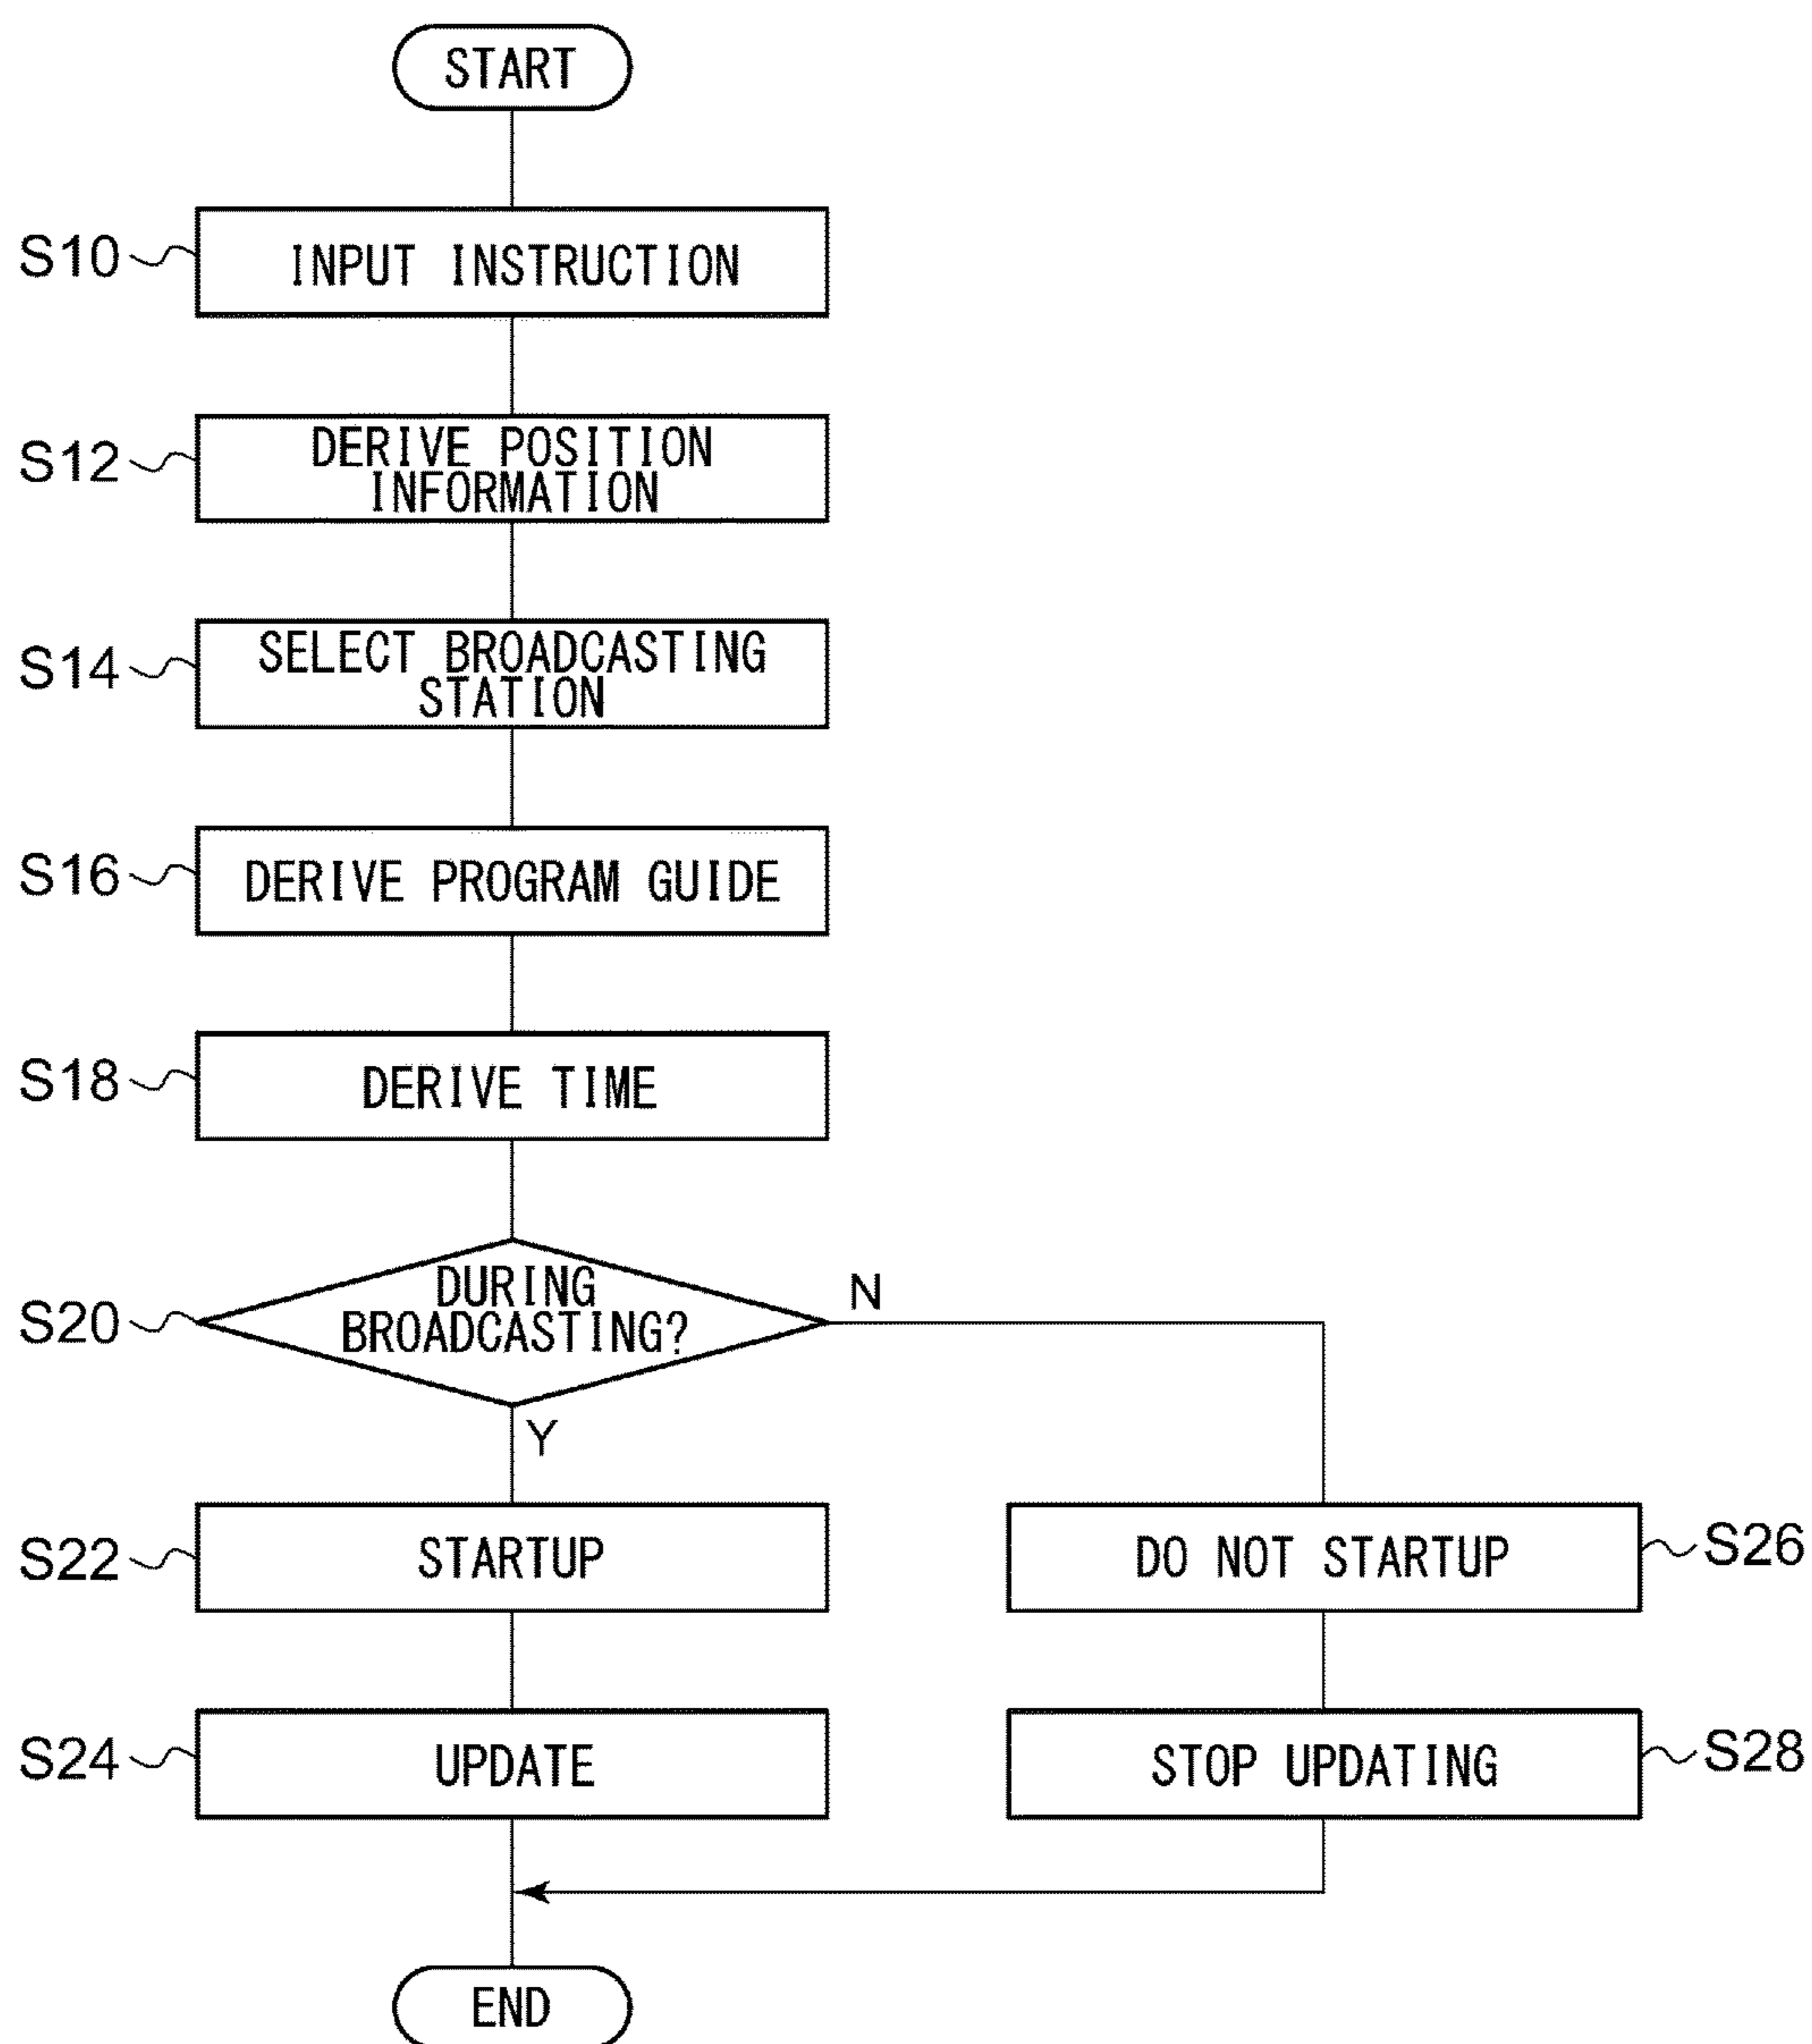 START
S10
INPUT INSTRUCTION
S12
DERIVE POSITION
INFORMATION
S14
SELECT BROADCASTING
STATION
S16
DERIVE PROGRAM GUIDE
S18
DERIVE TIME
S20
DURING
BROADCASTING?
N
Y
S22
STARTUP
DO NOT STARTUP
S26
S24
UPDATE
STOP UPDATING
S28
END